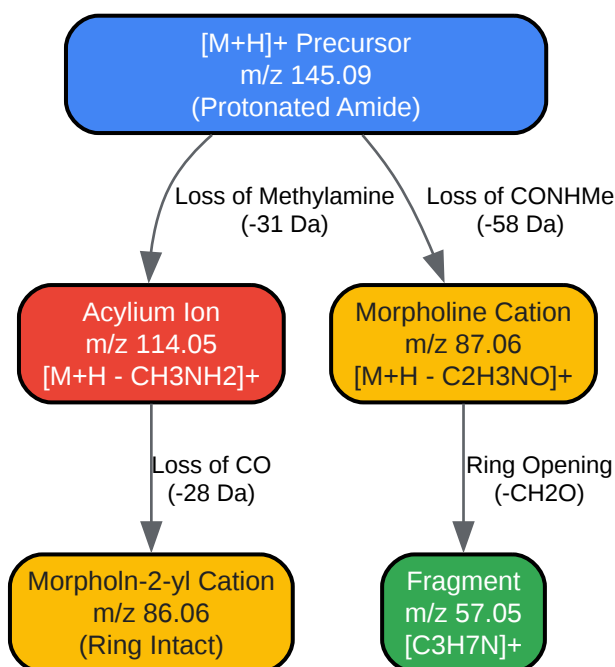 [M+H]+ Precursor
m/z 145.09
(Protonated Amide)
Loss of Methylamine
(-31 Da)
Loss of CONHMe
(-58 Da)
Acylium Ion
m/z 114.05
[M+H - CH3NH2]+
Morpholine Cation
m/z 87.06
[M+H - C2H3NO]+
Loss of CO
(-28 Da)
Ring Opening
(-CH2O)
Morpholn-2-yl Cation
m/z 86.06
(Ring Intact)
Fragment
m/z 57.05
[C3H7N]+